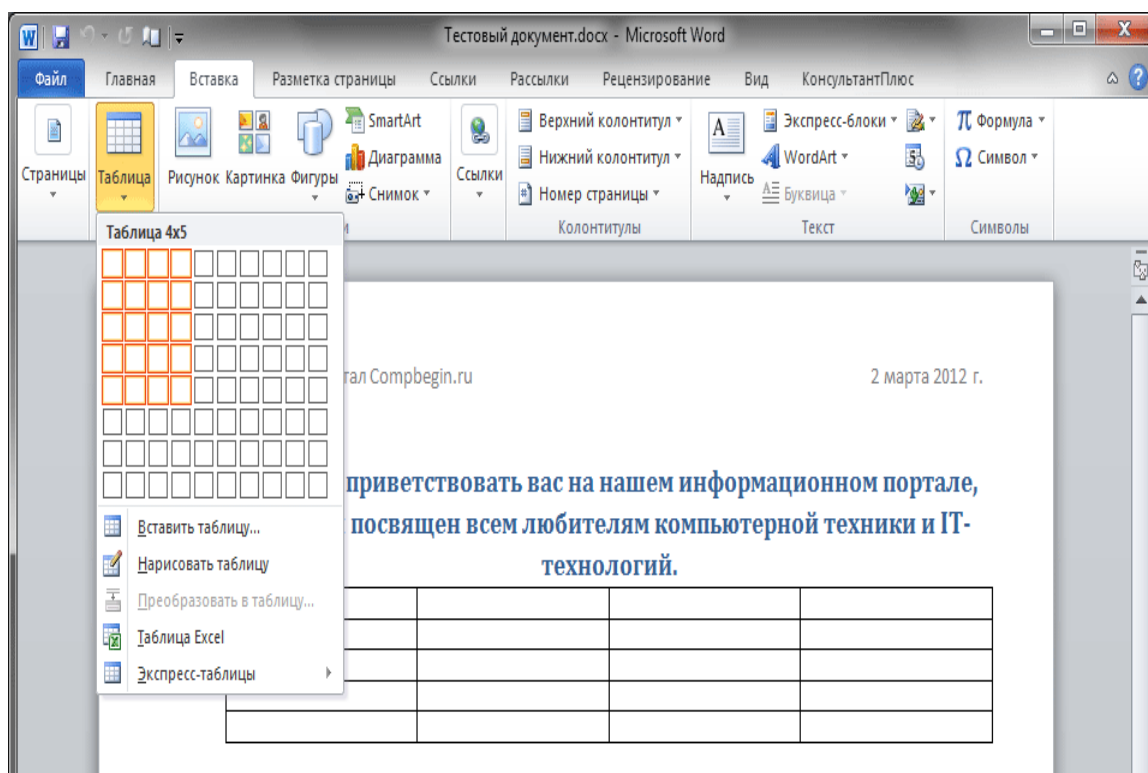 Тестовый документ.docx - Microsoft Word
Файл Главная Вставка Разметка страницы Ссылки Рассылки Рецензирование Вид КонсультантПлюс
Страницы
Таблица
Рисунок
Картинка
Фигуры
SmartArt
Диаграмма
Снимок
Ссылки
Верхний колонтитул
Нижний колонтитул
Номер страницы
Колонтитулы
Надпись
Экспресс-блоки
WordArt
Буквица
Текст
Формула
Символ
Символы
Таблица 4x5
Вставить таблицу...
Нарисовать таблицу
Преобразовать в таблицу...
Таблица Excel
Экспресс-таблицы
Compbegin.ru 2 марта 2012 г.
приветствовать вас на нашем информационном портале,
посвящен всем любителям компьютерной техники и IT-
технологий.